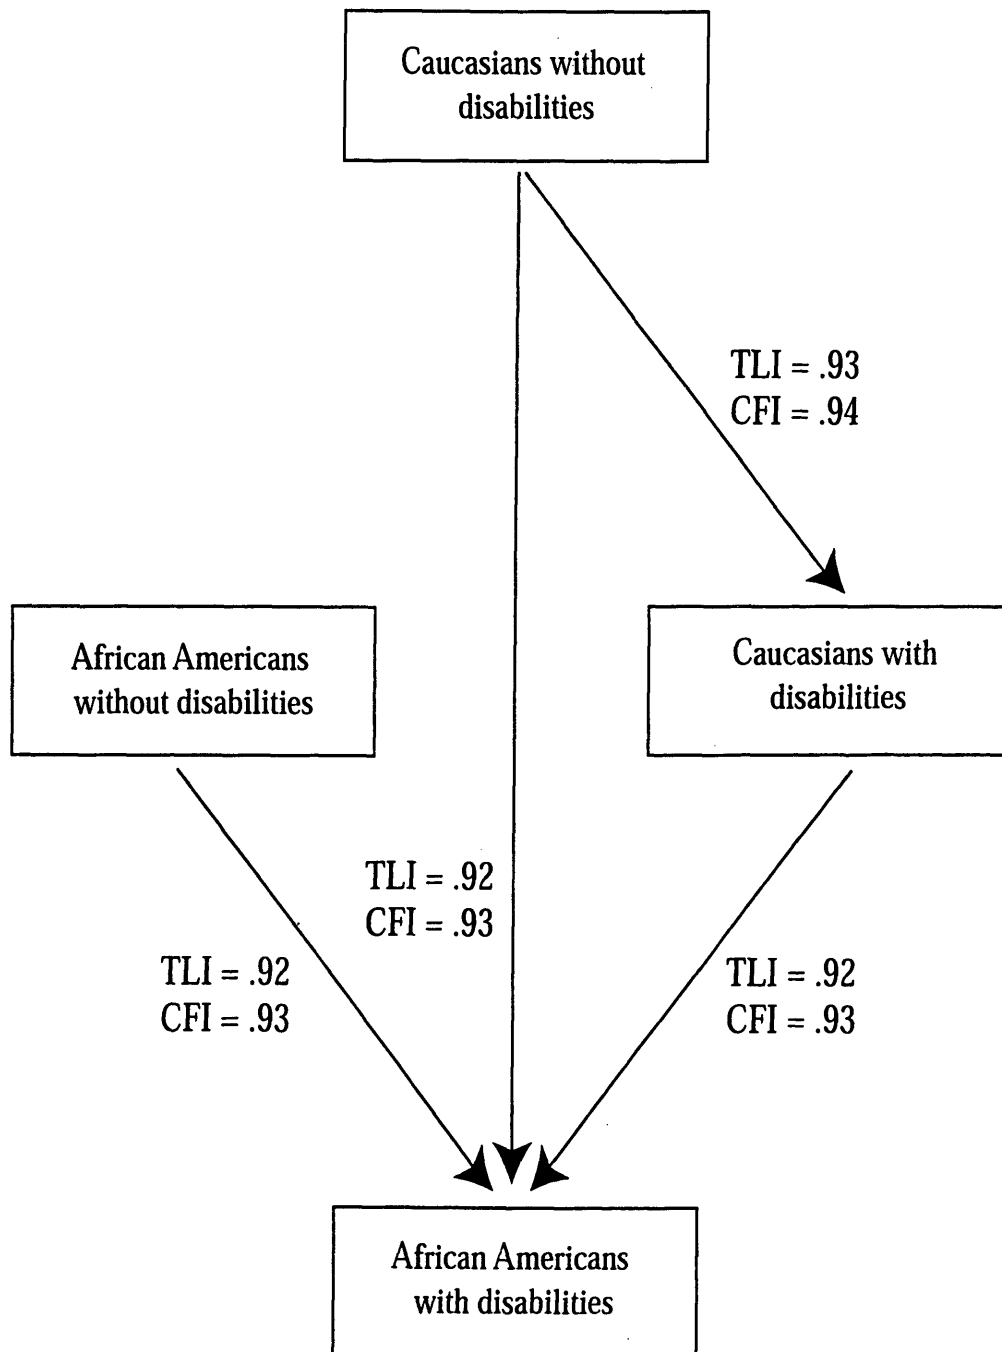 Caucasians without
disabilities
TLI = .93
CFI = .94
African Americans
without disabilities
Caucasians with
disabilities
TLI = .92
CFI = .93
TLI = .92
CFI = .93
TLI = .92
CFI = .93
African Americans
with disabilities